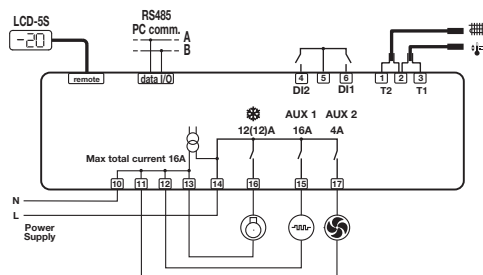 LCD-5S
-20
RS485
PC comm.
A
B
remote
data I/O
4 5 6
DI2 DI1
1 2 3
T2 T1
AUX 1 AUX 2
12(12)A 16A 4A
Max total current 16A
10 11 12 13 14 16 15 17
N
L
Power
Supply